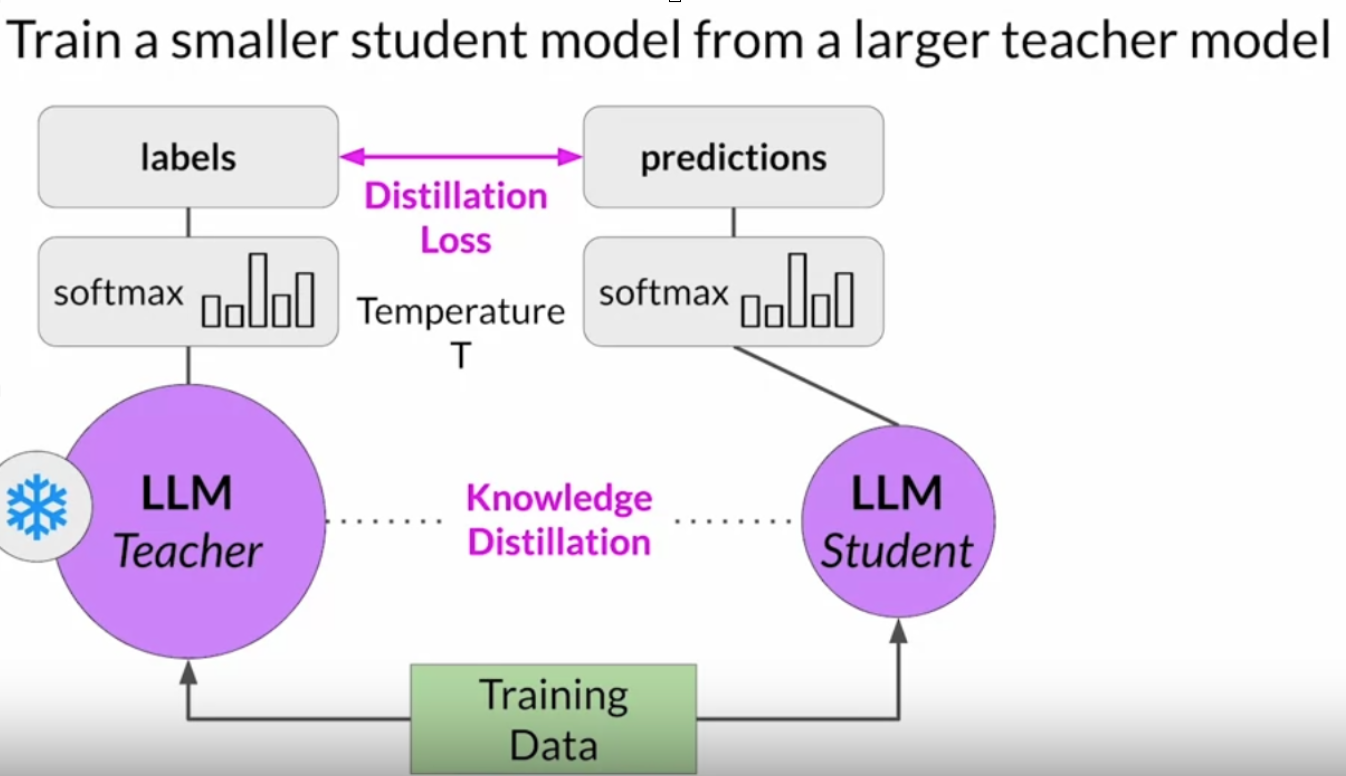 Train a smaller student model from a larger teacher model
labels
predictions
Distillation
Loss
softmax
Temperature
T
softmax
LLM
Teacher
Knowledge
Distillation
LLM
Student
Training
Data